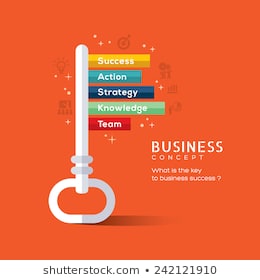 Success
Action
Strategy
Knowledge
Team
BUSINESS
CONCEPT
What is the key
to business success ?
shutterstock.com • 242121910